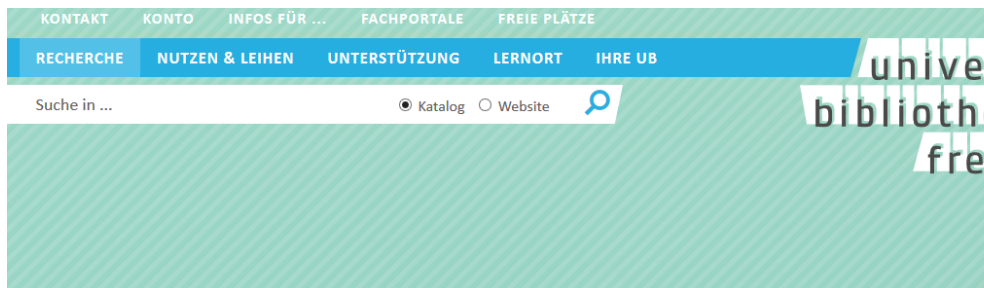 KONTAKT KONTO INFOS FÜR ... FACHPORTALE FREIE PLÄTZE
RECHERCHE NUTZEN & LEIHEN UNTERSTÜTZUNG LERNORT IHRE UB
Suche in ... Katalog Website
unive
biblioth
fre